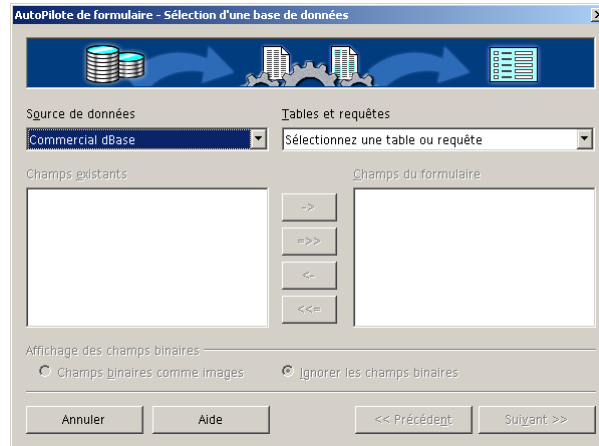 AutoPilote de formulaire - Sélection d'une base de données
Source de données
Tables et requêtes
Commercial dBase
Sélectionnez une table ou requête
Champs existants
Champs du formulaire
->
=>>
<-
<<=
Affichage des champs binaires
Champs binaires comme images
Ignorer les champs binaires
Annuler
Aide
<< Précédent
Suivant >>